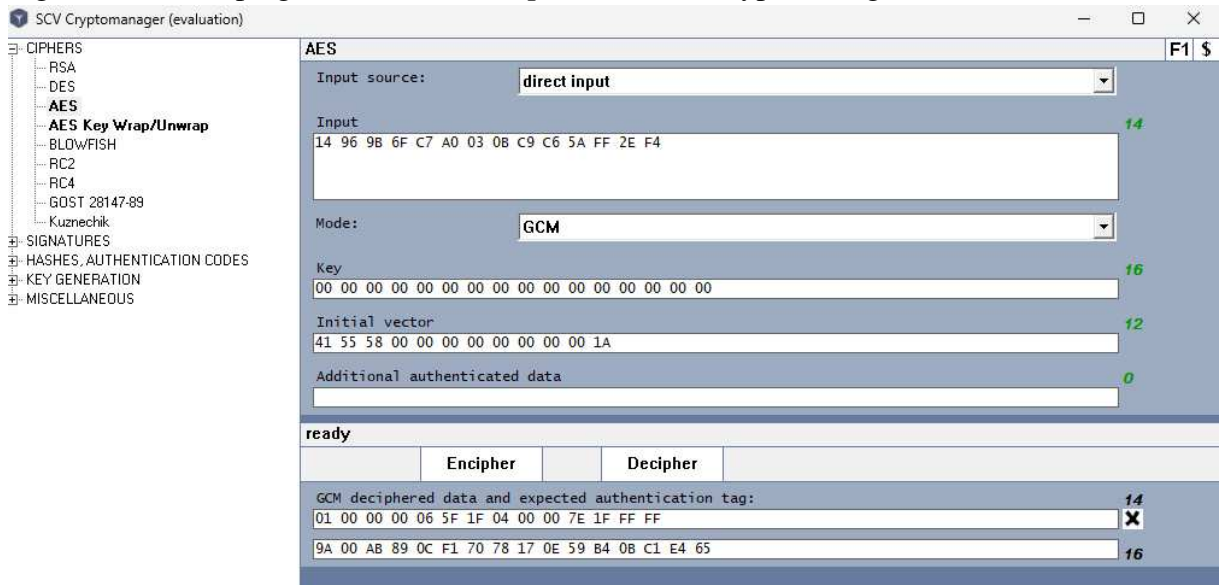 SCV Cryptomanager (evaluation)
CIPHERS
RSA
DES
AES
AES Key Wrap/Unwrap
BLOWFISH
RC2
RC4
GOST 28147-89
Kuznechik
SIGNATURES
HASHES, AUTHENTICATION CODES
KEY GENERATION
MISCELLANEOUS
AES F1 $
Input source: direct input
Input 14
14 96 9B 6F C7 A0 03 0B C9 C6 5A FF 2E F4
Mode: GCM
Key 16
00 00 00 00 00 00 00 00 00 00 00 00 00 00 00 00
Initial vector 12
41 55 58 00 00 00 00 00 00 00 00 1A
Additional authenticated data 0
ready
Encipher Decipher
GCM deciphered data and expected authentication tag: 14
01 00 00 00 06 5F 1F 04 00 00 7E 1F FF FF
9A 00 AB 89 0C F1 70 78 17 0E 59 B4 0B C1 E4 65 16